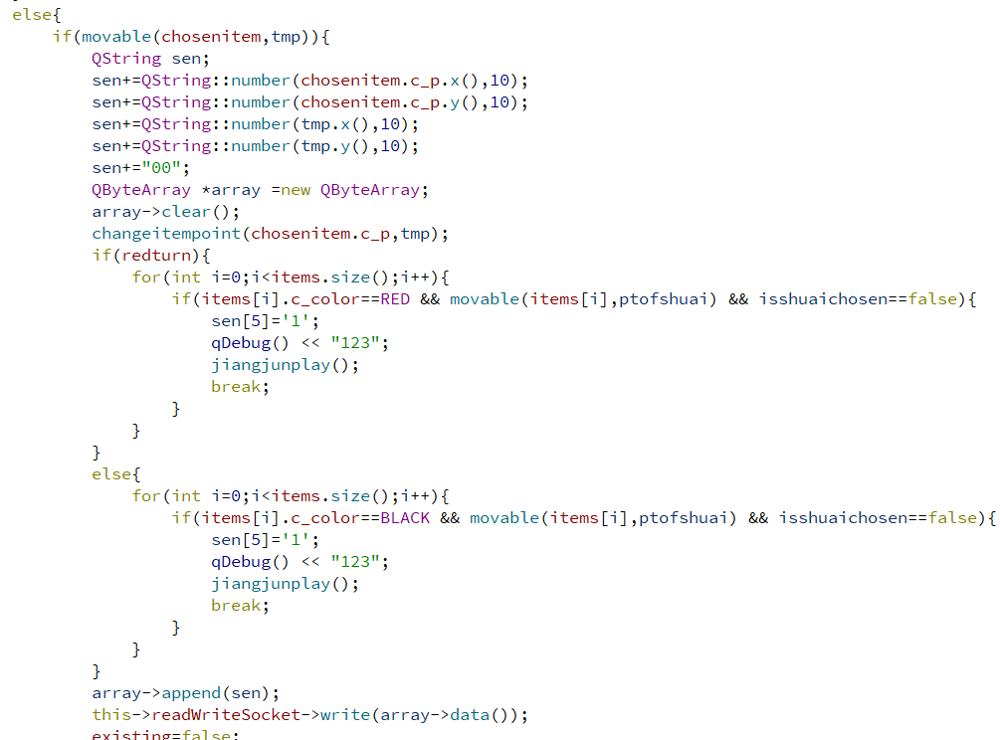 else{
    if(movable(chosenitem,tmp)){
        QString sen;
        sen+=QString::number(chosenitem.c_p.x(),10);
        sen+=QString::number(chosenitem.c_p.y(),10);
        sen+=QString::number(tmp.x(),10);
        sen+=QString::number(tmp.y(),10);
        sen+="00";
        QByteArray *array =new QByteArray;
        array->clear();
        changeitempoint(chosenitem.c_p,tmp);
        if(redturn){
            for(int i=0;i<items.size();i++){
                if(items[i].c_color==RED && movable(items[i],ptofshuai) && isshuaichosen==false){
                    sen[5]='1';
                    qDebug() << "123";
                    jiangjunplay();
                    break;
                }
            }
        }
        else{
            for(int i=0;i<items.size();i++){
                if(items[i].c_color==BLACK && movable(items[i],ptofshuai) && isshuaichosen==false){
                    sen[5]='1';
                    qDebug() << "123";
                    jiangjunplay();
                    break;
                }
            }
        }
        array->append(sen);
        this->readWriteSocket->write(array->data());
        existing=false;